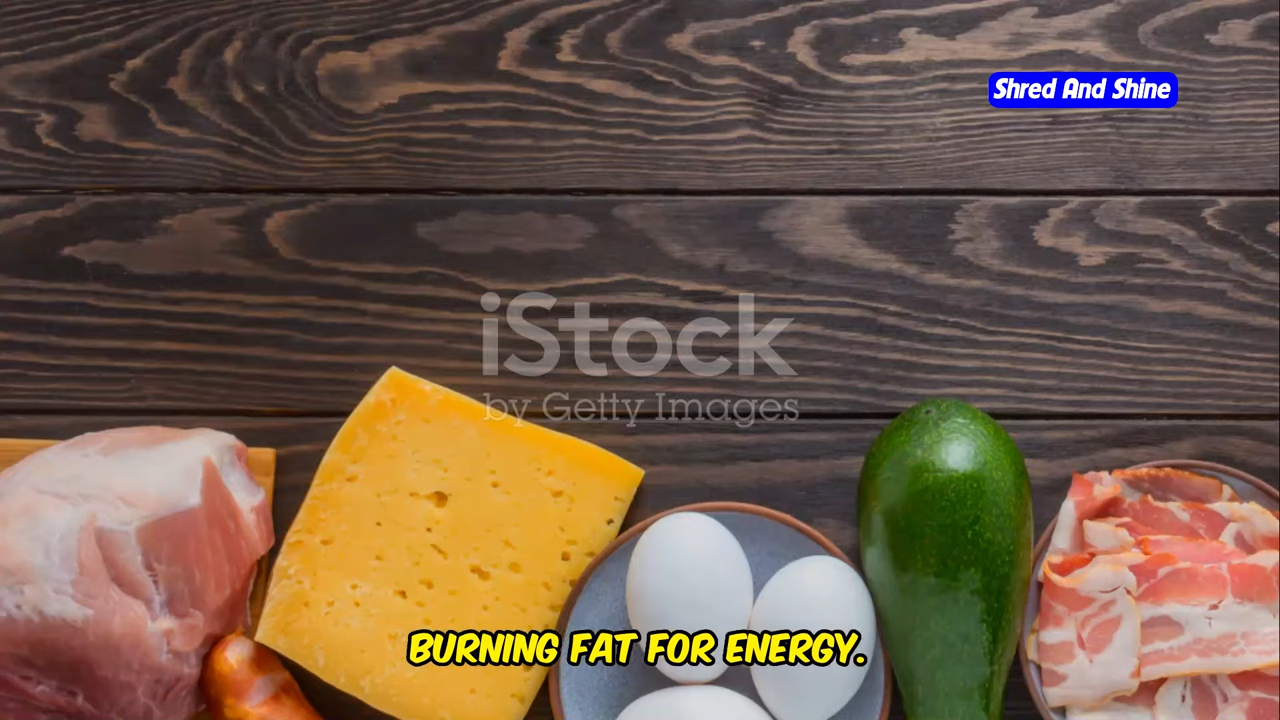 Shred And Shine
iStock
by Getty Images
BURNING FAT FOR ENERGY.